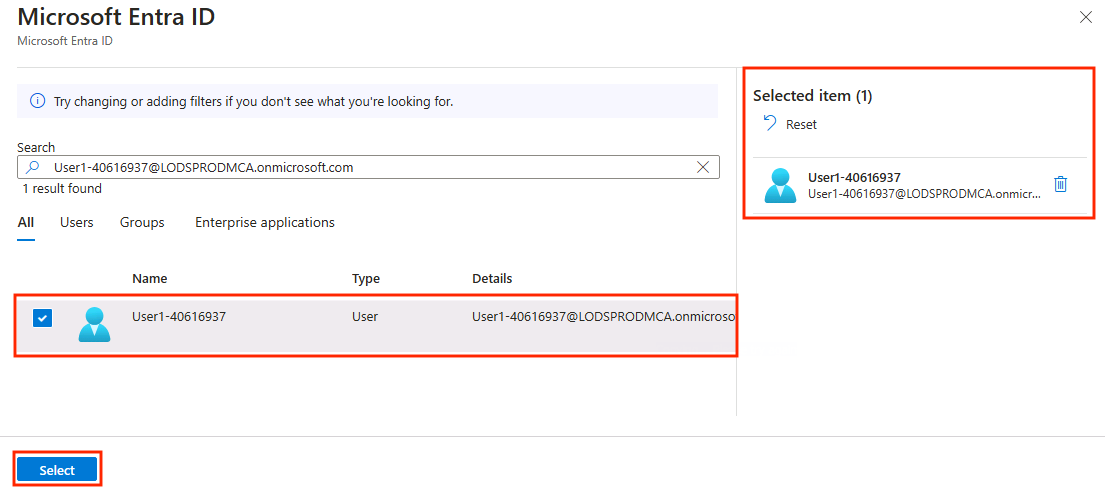 Microsoft Entra ID
Microsoft Entra ID
Try changing or adding filters if you don't see what you're looking for.
Search
User1-40616937@LODSPRODMCA.onmicrosoft.com
1 result found
All Users Groups Enterprise applications
Name Type Details
User1-40616937 User User1-40616937@LODSPRODMCA.onmicroso
Select
Selected item (1)
Reset
User1-40616937
User1-40616937@LODSPRODMCA.onmicr...